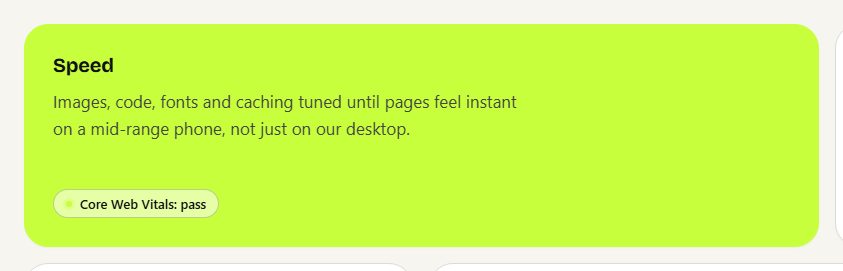 Speed
Images, code, fonts and caching tuned until pages feel instant
on a mid-range phone, not just on our desktop.
Core Web Vitals: pass